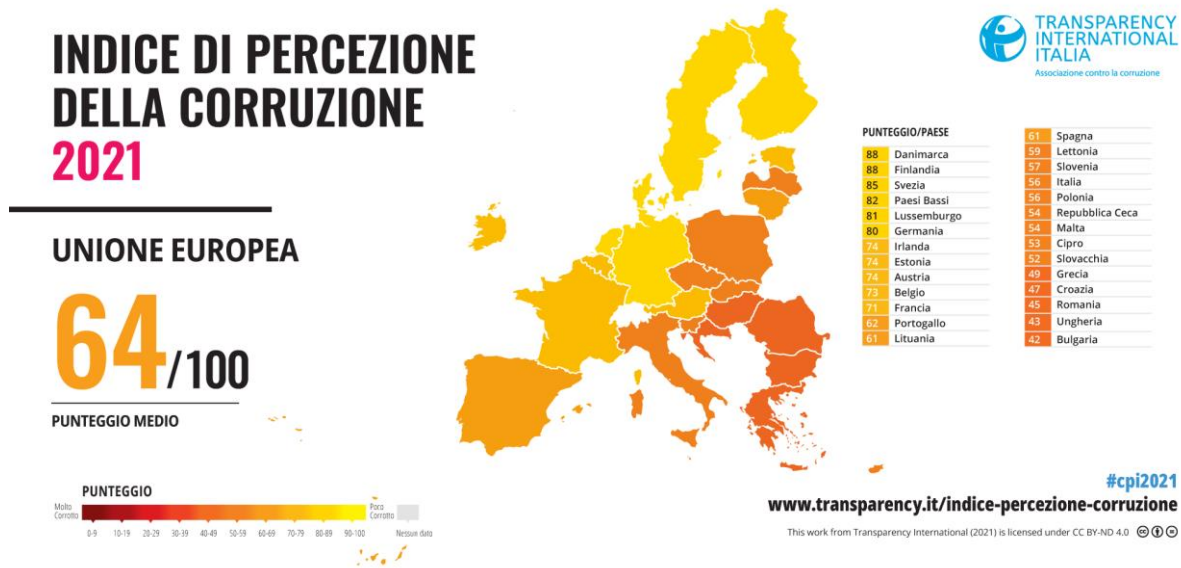 INDICE DI PERCEZIONE
DELLA CORRUZIONE
2021
UNIONE EUROPEA
64/100
PUNTEGGIO MEDIO
TRANSPARENCY
INTERNATIONAL
ITALIA
Associazione contro la corruzione
PUNTEGGIO/PAESE
88 Danimarca
88 Finlandia
85 Svezia
82 Paesi Bassi
81 Lussemburgo
80 Germania
74 Irlanda
74 Estonia
74 Austria
73 Belgio
71 Francia
62 Portogallo
61 Lituania
61 Spagna
59 Lettonia
57 Slovenia
56 Italia
56 Polonia
54 Repubblica Ceca
54 Malta
53 Cipro
52 Slovacchia
49 Grecia
47 Croazia
45 Romania
43 Ungheria
42 Bulgaria
PUNTEGGIO
Molto
Corrotto
0-9 10-19 20-29 30-39 40-49 50-59 60-69 70-79 80-89 90-100
Poco
Corrotto
Nessun dato
#cpi2021
www.transparency.it/indice-percezione-corruzione
This work from Transparency International (2021) is licensed under CC BY-ND 4.0